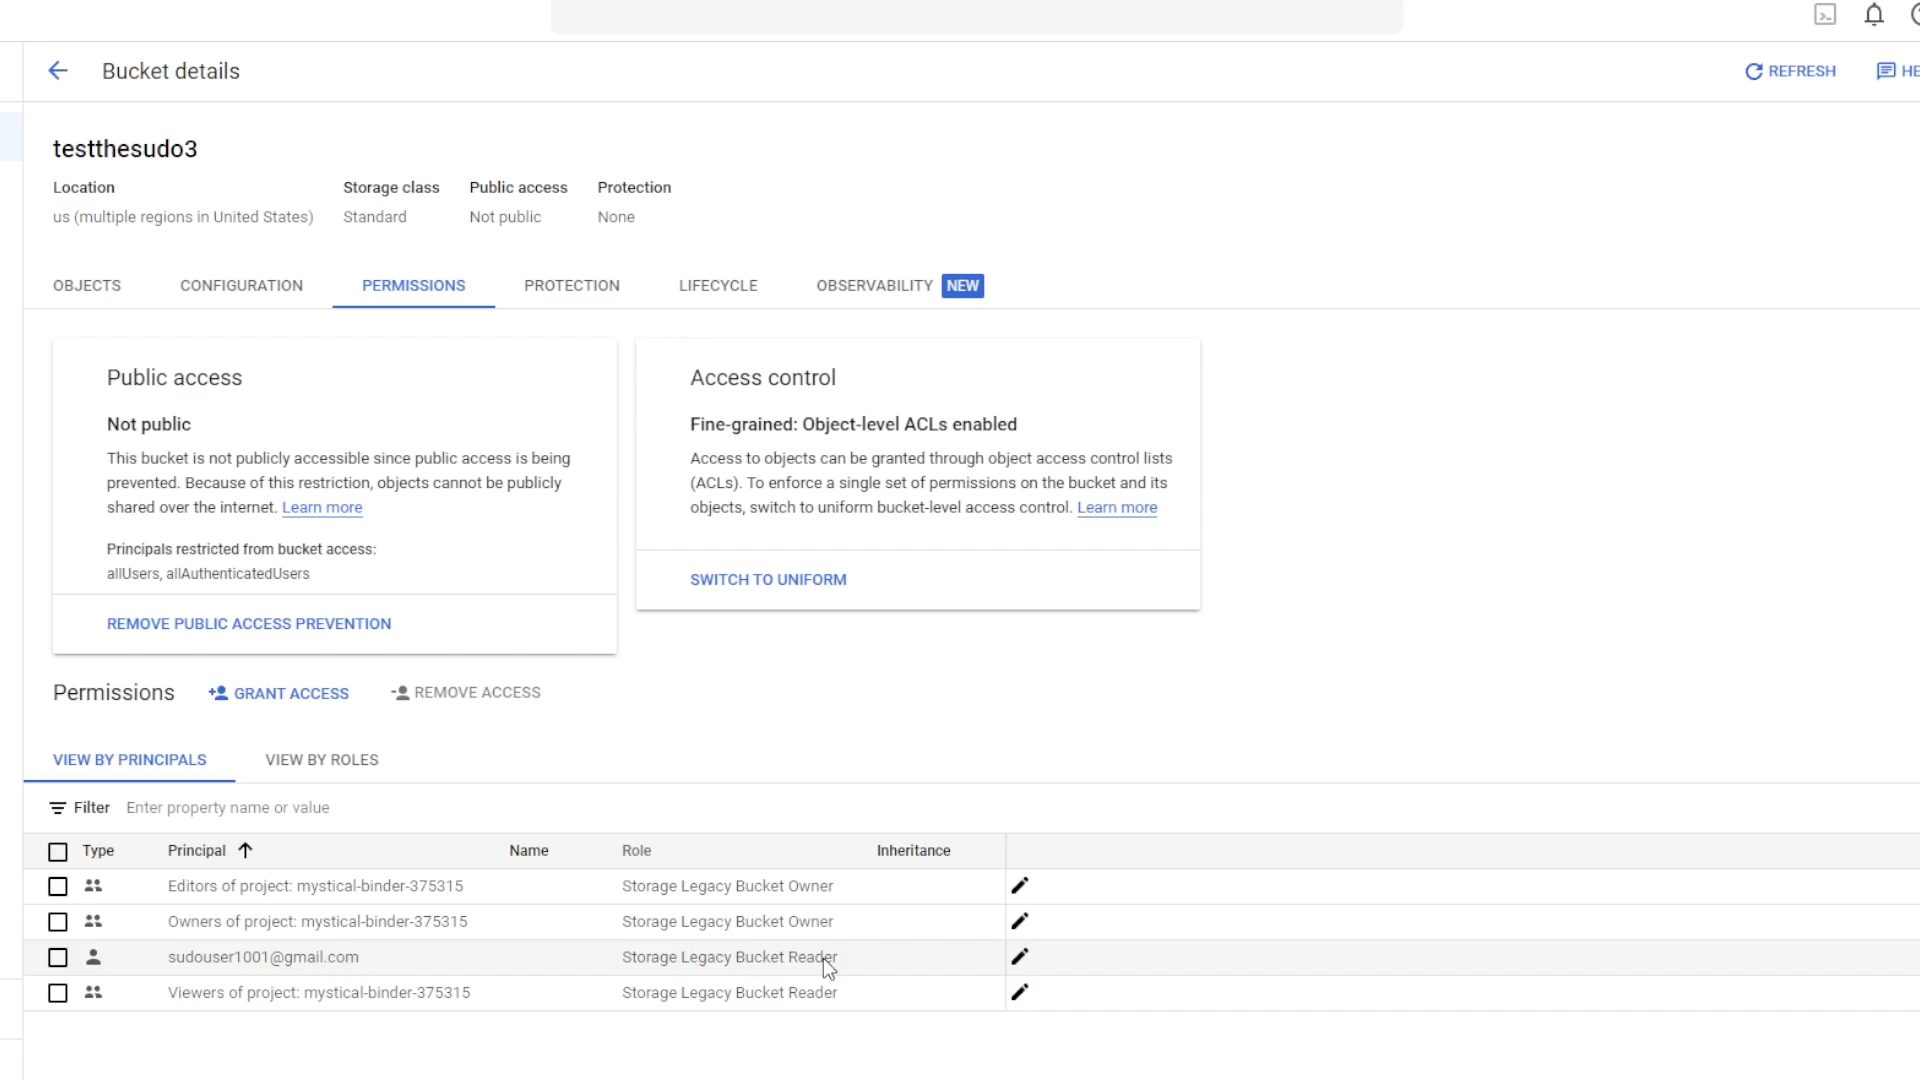 Bucket details
REFRESH
HE
testthesudo3
Location Storage class Public access Protection
us (multiple regions in United States) Standard Not public None
OBJECTS CONFIGURATION PERMISSIONS PROTECTION LIFECYCLE OBSERVABILITY NEW
Public access
Not public
This bucket is not publicly accessible since public access is being
prevented. Because of this restriction, objects cannot be publicly
shared over the internet. Learn more
Principals restricted from bucket access:
allUsers, allAuthenticatedUsers
REMOVE PUBLIC ACCESS PREVENTION
Access control
Fine-grained: Object-level ACLs enabled
Access to objects can be granted through object access control lists
(ACLs). To enforce a single set of permissions on the bucket and its
objects, switch to uniform bucket-level access control. Learn more
SWITCH TO UNIFORM
Permissions GRANT ACCESS REMOVE ACCESS
VIEW BY PRINCIPALS VIEW BY ROLES
Filter Enter property name or value
Type Principal Name Role Inheritance
Editors of project: mystical-binder-375315 Storage Legacy Bucket Owner
Owners of project: mystical-binder-375315 Storage Legacy Bucket Owner
sudouser1001@gmail.com Storage Legacy Bucket Reader
Viewers of project: mystical-binder-375315 Storage Legacy Bucket Reader